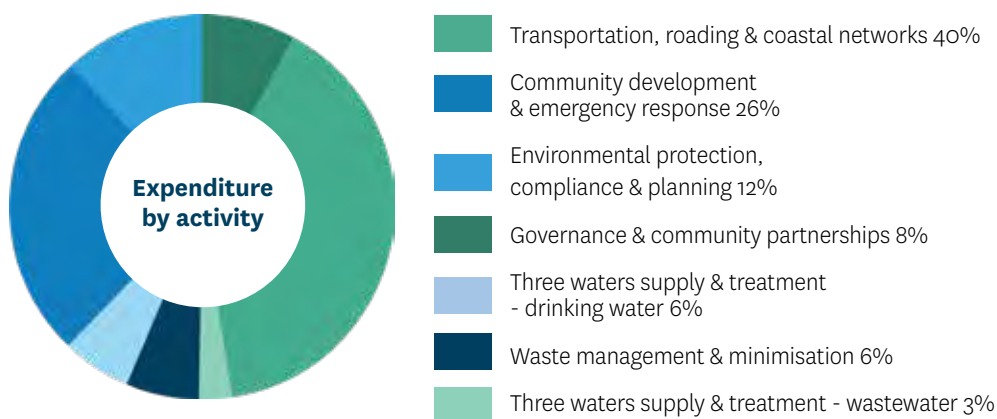 Expenditure
by activity
Transportation, roading & coastal networks 40%
Community development
& emergency response 26%
Environmental protection,
compliance & planning 12%
Governance & community partnerships 8%
Three waters supply & treatment
- drinking water 6%
Waste management & minimisation 6%
Three waters supply & treatment - wastewater 3%